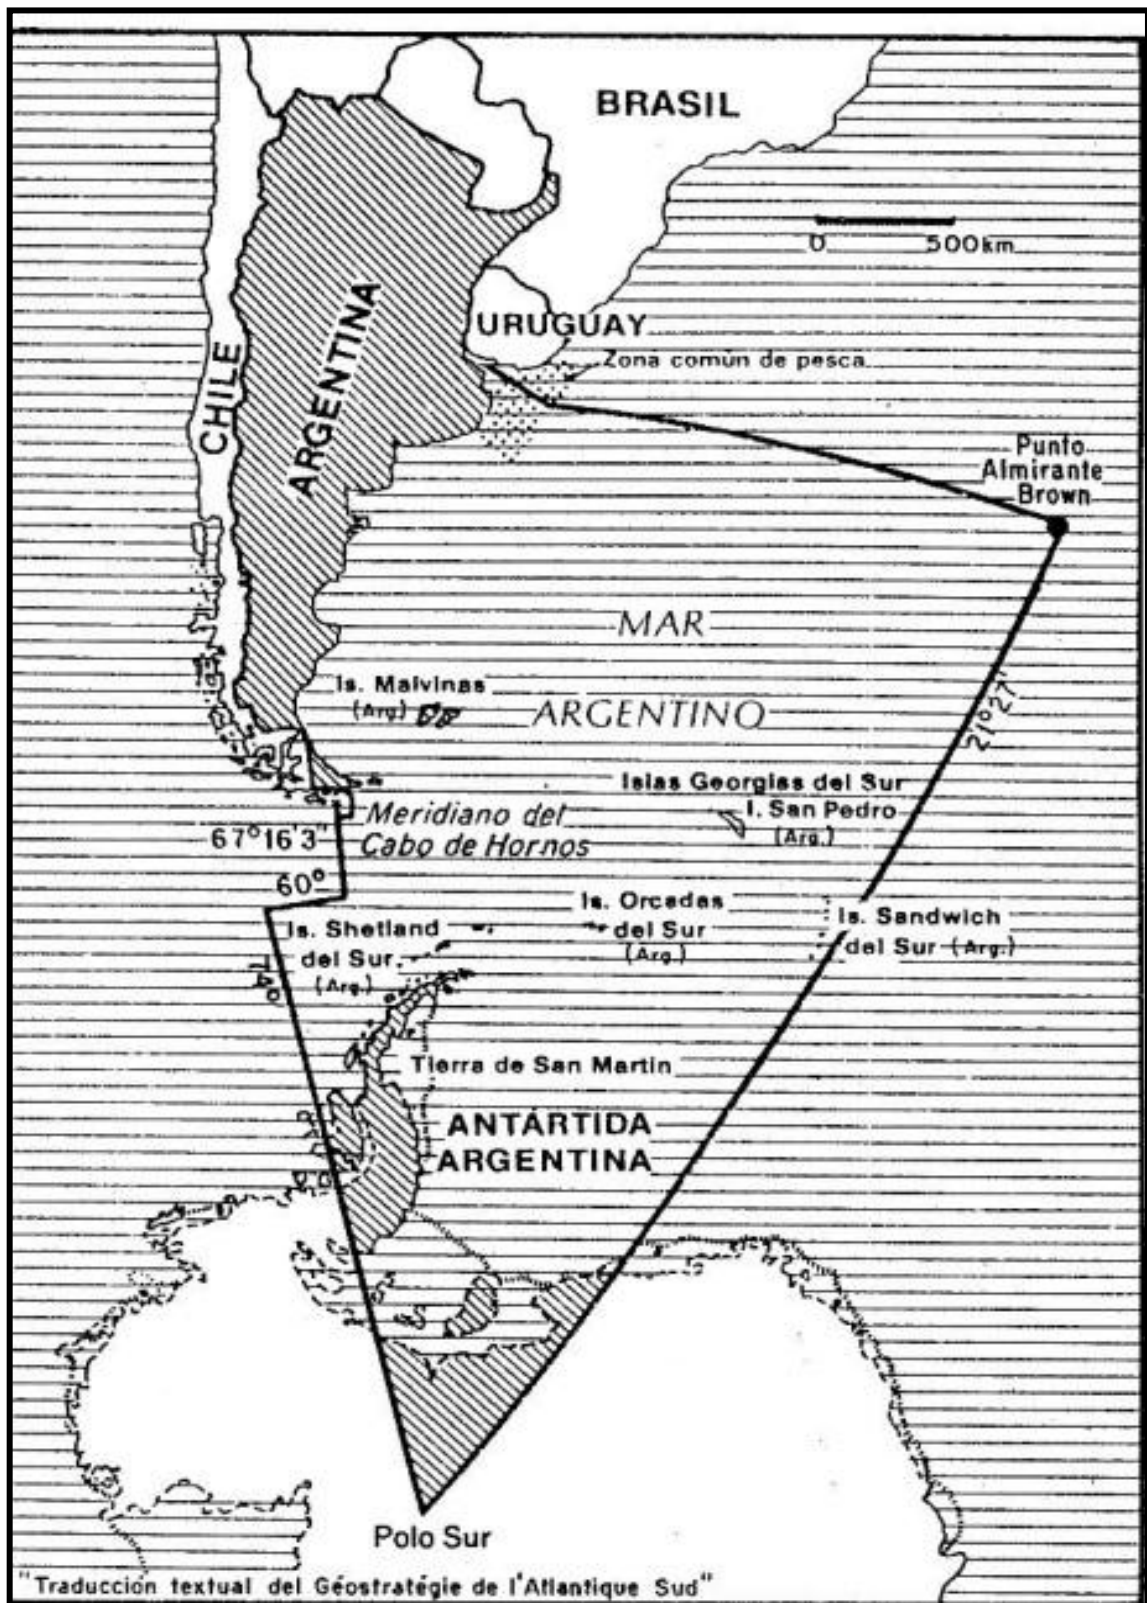 BRASIL
0 500km
ARGENTINA
URUGUAY
CHILE
Zona común de pesca
Punto
Almirante
Brown
MAR
ARGENTINO
Is. Malvinas
(Arg)
21°27'
Islas Georgias del Sur
I. San Pedro
(Arg.)
Meridiano del
Cabo de Hornos
67°16'3"
60°
Is. Orcadas
del Sur
(Arg.)
Is. Sandwich
del Sur (Arg.)
Is. Shetland
del Sur.
(Arg.)
74°
Tierra de San Martin
ANTÁRTIDA
ARGENTINA
Polo Sur
"Traducción textual del Géostratégie de l'Atlantique Sud"